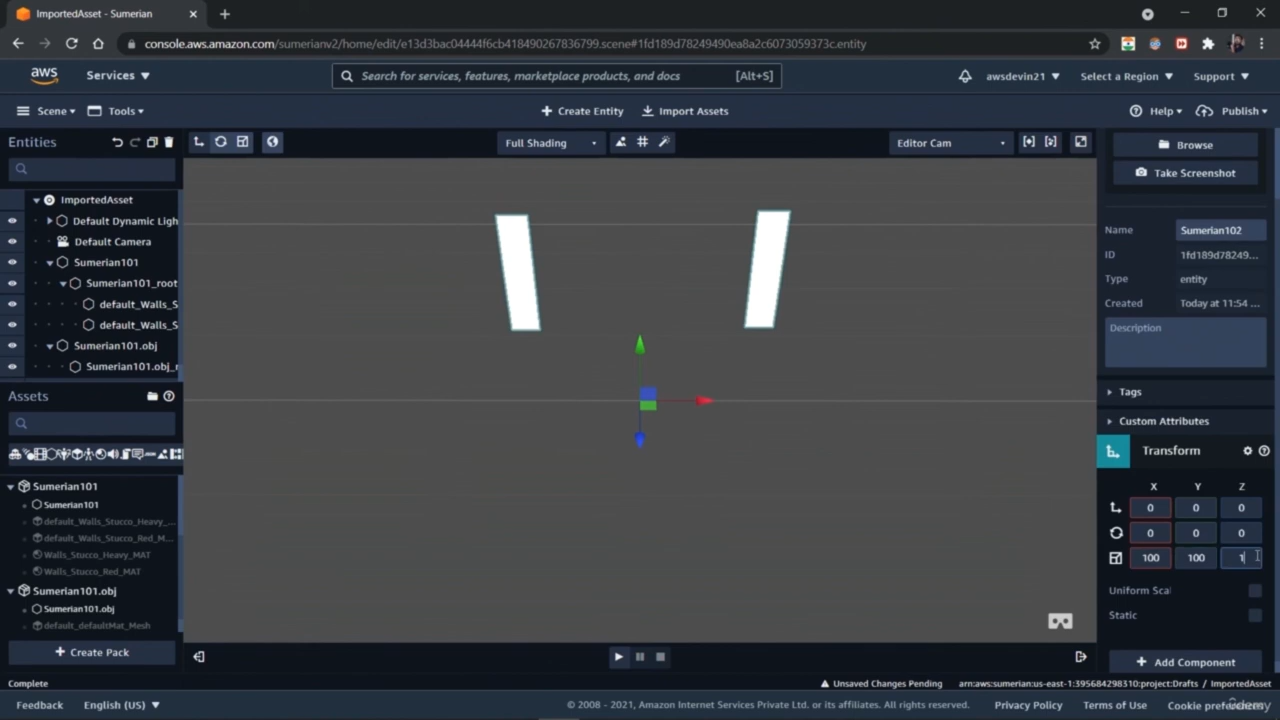 ImportedAsset - Sumerian
console.aws.amazon.com/sumerianv2/home/edit/e13d3bac04444f6cb418490267836799.scene#1fd189d78249490ea8a2c6073059373c.entity
aws Services Search for services, features, marketplace products, and docs [Alt+S] awsdevin21 Select a Region Support
Scene Tools Create Entity Import Assets Help Publish
Entities Full Shading Editor Cam Browse
Take Screenshot
ImportedAsset
Default Dynamic Ligh
Name Sumerian102
Default Camera
ID 1fd189d78249...
Sumerian101
Type entity
Sumerian101_root
Created Today at 11:54 ...
default_Walls_S
default_Walls_S
Description
Sumerian101.obj
Sumerian101.obj_r
Assets
Tags
Custom Attributes
Transform
Sumerian101
X Y Z
Sumerian101
0 0 0
default_Walls_Stucco_Heavy_...
default_Walls_Stucco_Red_M...
0 0 0
Walls_Stucco_Heavy_MAT
100 100 1
Walls_Stucco_Red_MAT
Sumerian101.obj
Uniform Scal
Sumerian101.obj
Static
default_defaultMat_Mesh
Create Pack
Add Component
Complete Unsaved Changes Pending arn:aws:sumerian:us-east-1:395684298310:project:Drafts / ImportedAsset
Feedback English (US) © 2008 - 2021, Amazon Internet Services Private Ltd. or its affiliates. All rights reserved. Privacy Policy Terms of Use Cookie preferences